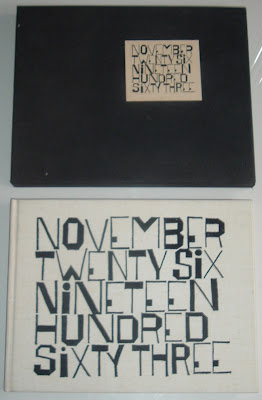 NOVEMBER
TWENTY SiX
NiNETEEN
HUNDRED
SiXTY THREE
NOVEMBER
TWENTY SiX
NiNETEEN
HUNDRED
SiXTY THREE